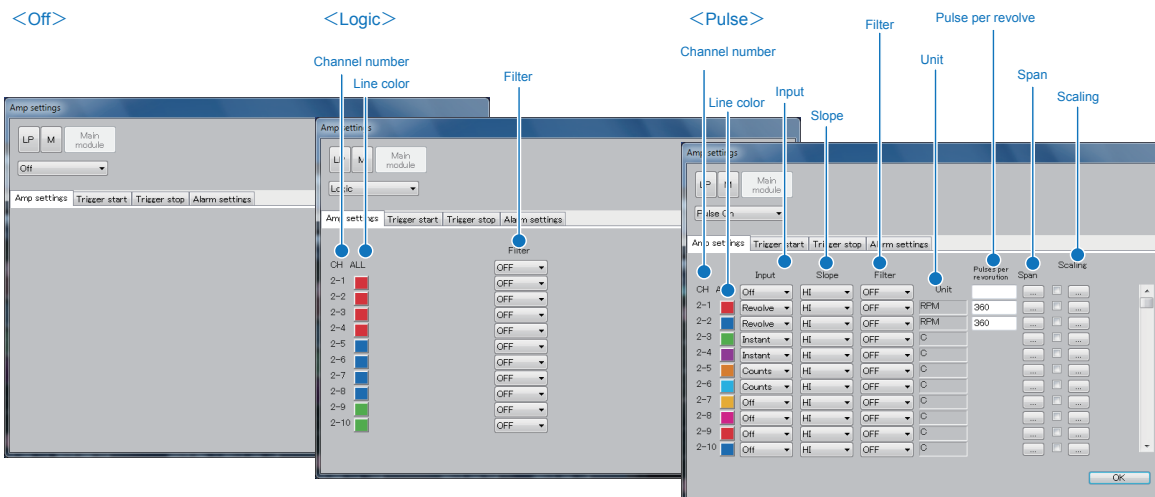 ＜Off＞
Amp settings
LP M Main module
Off
Amp settings Trigger start Trigger stop Alarm settings
＜Logic＞
Channel number
Line color
Filter
Amp settings
LP M Main module
Logic
Amp settings Trigger start Trigger stop Alarm settings
Filter
CH ALL OFF
2-1 OFF
2-2 OFF
2-3 OFF
2-4 OFF
2-5 OFF
2-6 OFF
2-7 OFF
2-8 OFF
2-9 OFF
2-10 OFF
＜Pulse＞
Channel number
Line color
Input
Slope
Filter
Unit
Pulse per revolve
Span
Scaling
Amp settings
LP M Main module
Pulse On
Amp settings Trigger start Trigger stop Alarm settings
Input Slope Filter Unit Pulses per revorution Span Scaling
CH A Off HI OFF ... ...
2-1 Revolve HI OFF RPM 360 ... ...
2-2 Revolve HI OFF RPM 360 ... ...
2-3 Instant HI OFF C ... ...
2-4 Instant HI OFF C ... ...
2-5 Counts HI OFF C ... ...
2-6 Counts HI OFF C ... ...
2-7 Off HI OFF C ... ...
2-8 Off HI OFF C ... ...
2-9 Off HI OFF C ... ...
2-10 Off HI OFF C ... ...
OK